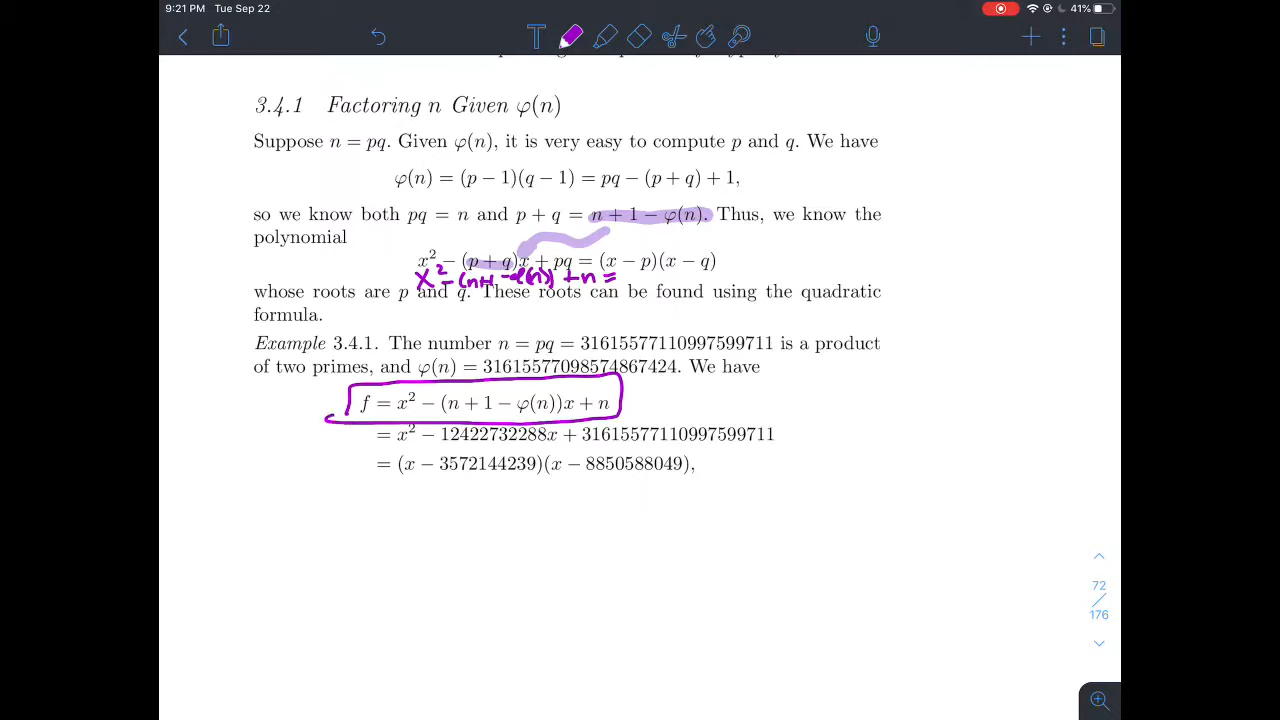 9:21 PM Tue Sep 22 41%
3.4.1 Factoring n Given φ(n)
Suppose n = pq. Given φ(n), it is very easy to compute p and q. We have
φ(n) = (p − 1)(q − 1) = pq − (p + q) + 1,
so we know both pq = n and p + q = n + 1 − φ(n). Thus, we know the
polynomial
x² − (p + q)x + pq = (x − p)(x − q)
x² − (n+1 − φ(n)) + n =
whose roots are p and q. These roots can be found using the quadratic
formula.
Example 3.4.1. The number n = pq = 31615577110997599711 is a product
of two primes, and φ(n) = 31615577098574867424. We have
f = x² − (n + 1 − φ(n))x + n
= x² − 12422732288x + 31615577110997599711
= (x − 3572144239)(x − 8850588049),
72
176